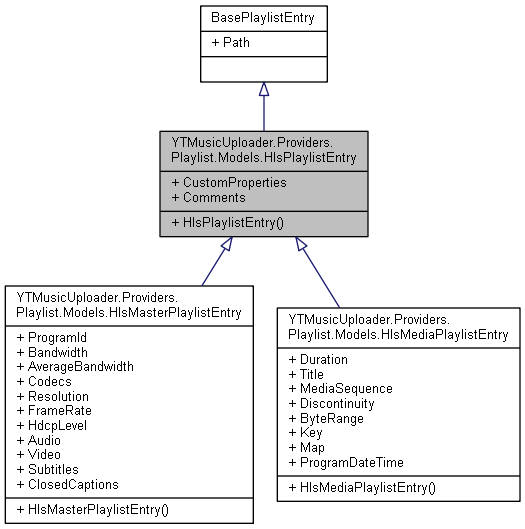 BasePlaylistEntry
+ Path
YTMusicUploader.Providers.
Playlist.Models.HlsPlaylistEntry
+ CustomProperties
+ Comments
+ HlsPlaylistEntry()
YTMusicUploader.Providers.
Playlist.Models.HlsMasterPlaylistEntry
+ ProgramId
+ Bandwidth
+ AverageBandwidth
+ Codecs
+ Resolution
+ FrameRate
+ HdcpLevel
+ Audio
+ Video
+ Subtitles
+ ClosedCaptions
+ HlsMasterPlaylistEntry()
YTMusicUploader.Providers.
Playlist.Models.HlsMediaPlaylistEntry
+ Duration
+ Title
+ MediaSequence
+ Discontinuity
+ ByteRange
+ Key
+ Map
+ ProgramDateTime
+ HlsMediaPlaylistEntry()